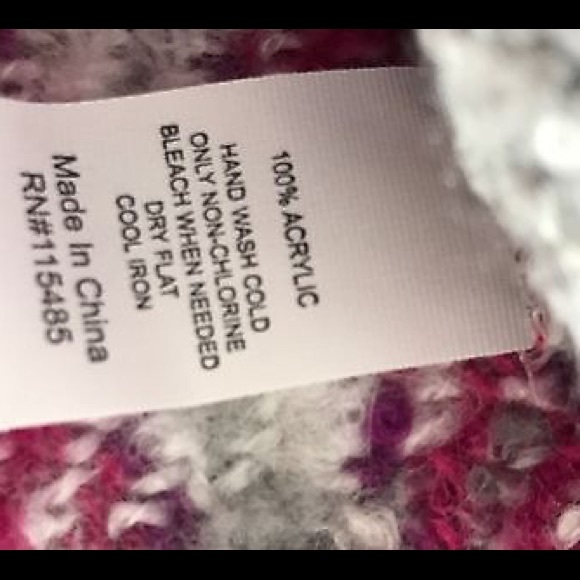 100% ACRYLIC
HAND WASH COLD
ONLY NON-CHLORINE
BLEACH WHEN NEEDED
DRY FLAT
COOL IRON
Made In China
RN#115485